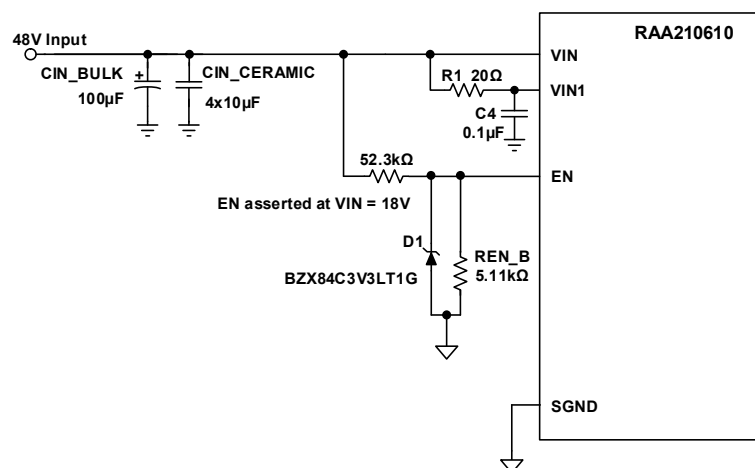 RAA210610
48V Input
CIN_BULK
+
100µF
CIN_CERAMIC
4x10µF
R1 20Ω
C4
0.1µF
VIN
VIN1
52.3kΩ
EN
EN asserted at VIN = 18V
D1
BZX84C3V3LT1G
REN_B
5.11kΩ
SGND